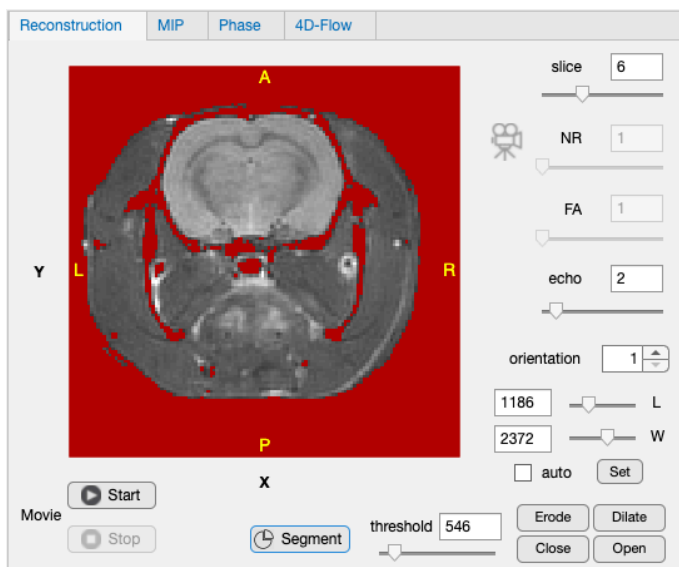 Reconstruction MIP Phase 4D-Flow
slice 6
A
NR 1
FA 1
Y L R
echo 2
orientation 1
1186 L
2372 W
P
auto Set
X
Start
Movie
Stop
Segment
threshold 546
Erode Dilate
Close Open